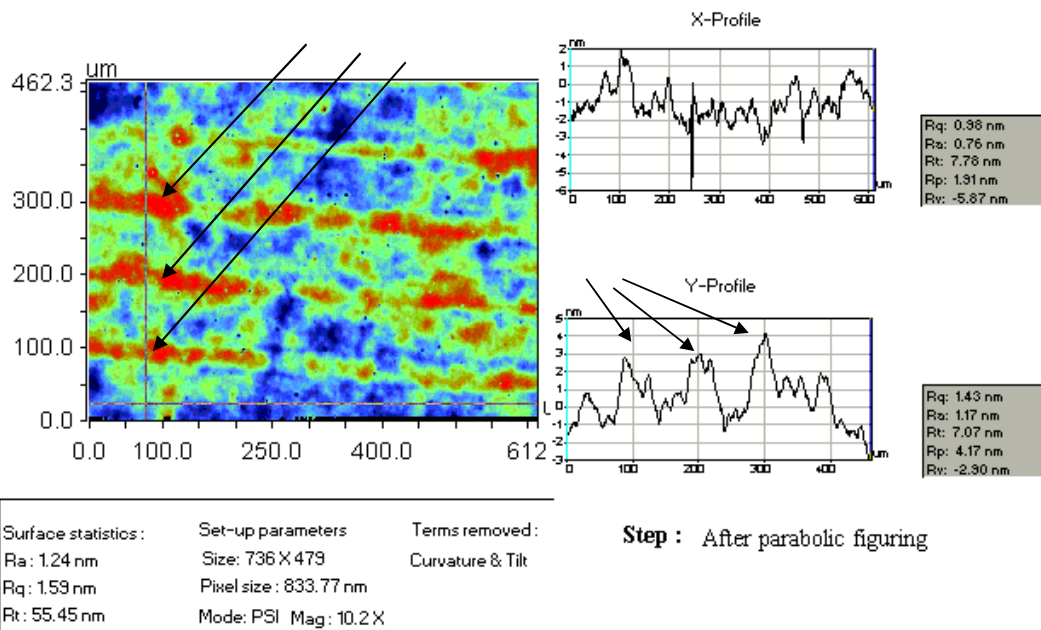 X-Profile
um
462.3
300.0
200.0
100.0
0.0
0.0 100.0 250.0 400.0 612
nm
2
1
0
-1
-2
-3
-4
-5
-6
0 100 200 300 400 500 600
um
Rq: 0.98 nm
Ra: 0.76 nm
Rt: 7.78 nm
Rp: 1.91 nm
Rv: -5.87 nm
Y-Profile
nm
5
4
3
2
1
0
-1
-2
-3
0 100 200 300 400
um
Rq: 1.43 nm
Ra: 1.17 nm
Rt: 7.07 nm
Rp: 4.17 nm
Rv: -2.90 nm
Surface statistics:
Ra: 1.24 nm
Rq: 1.59 nm
Rt: 55.45 nm
Set-up parameters
Size: 736 X 479
Pixel size: 833.77 nm
Mode: PSI Mag: 10.2 X
Terms removed:
Curvature & Tilt
Step : After parabolic figuring